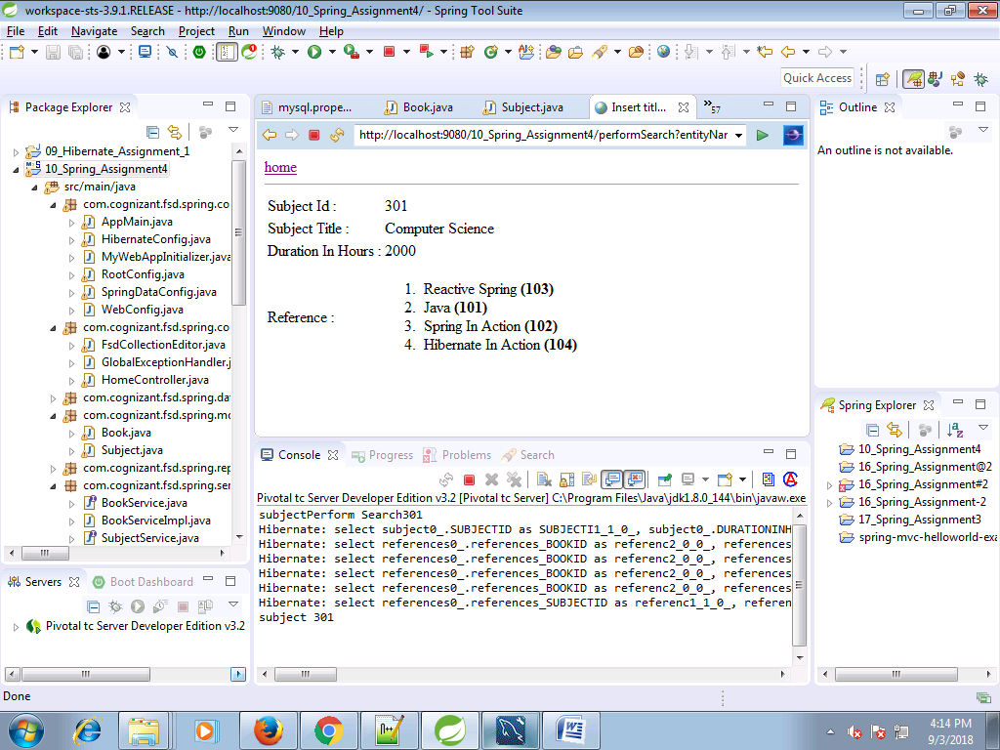 workspace-sts-3.9.1.RELEASE - http://localhost:9080/10_Spring_Assignment4/ - Spring Tool Suite
File Edit Navigate Search Project Run Window Help
Quick Access
Package Explorer
09_Hibernate_Assignment_1
10_Spring_Assignment4
src/main/java
com.cognizant.fsd.spring.co
AppMain.java
HibernateConfig.java
MyWebAppInitializer.java
RootConfig.java
SpringDataConfig.java
WebConfig.java
com.cognizant.fsd.spring.co
FsdCollectionEditor.java
GlobalExceptionHandler.j
HomeController.java
com.cognizant.fsd.spring.da
com.cognizant.fsd.spring.mo
Book.java
Subject.java
com.cognizant.fsd.spring.rep
com.cognizant.fsd.spring.ser
BookService.java
BookServiceImpl.java
SubjectService.java
Servers Boot Dashboard
Pivotal tc Server Developer Edition v3.2
mysql.prope... Book.java Subject.java Insert titl... »57
http://localhost:9080/10_Spring_Assignment4/performSearch?entityNar
home
Subject Id : 301
Subject Title : Computer Science
Duration In Hours : 2000
Reference :
1. Reactive Spring (103)
2. Java (101)
3. Spring In Action (102)
4. Hibernate In Action (104)
Console Progress Problems Search
Pivotal tc Server Developer Edition v3.2 [Pivotal tc Server] C:\Program Files\Java\jdk1.8.0_144\bin\javaw.exe
subjectPerform Search301
Hibernate: select subject0_.SUBJECTID as SUBJECTI1_1_0_, subject0_.DURATIONINH
Hibernate: select references0_.references_BOOKID as referenc2_0_0_, references
Hibernate: select references0_.references_BOOKID as referenc2_0_0_, references
Hibernate: select references0_.references_BOOKID as referenc2_0_0_, references
Hibernate: select references0_.references_BOOKID as referenc2_0_0_, references
Hibernate: select references0_.references_SUBJECTID as referenc1_1_0_, referen
subject 301
Outline
An outline is not available.
Spring Explorer
10_Spring_Assignment4
16_Spring_Assignment@2
16_Spring_Assignment#2
16_Spring_Assignment-2
17_Spring_Assignment3
spring-mvc-helloworld-exa
Done
4:14 PM
9/3/2018